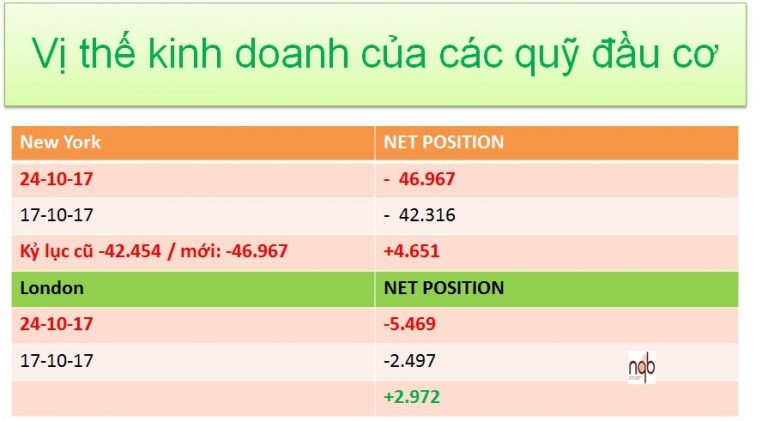 Vị thế kinh doanh của các quỹ đầu cơ
New York NET POSITION
24-10-17 - 46.967
17-10-17 - 42.316
Kỷ lục cũ -42.454 / mới: -46.967 +4.651
London NET POSITION
24-10-17 -5.469
17-10-17 -2.497
nqb
+2.972